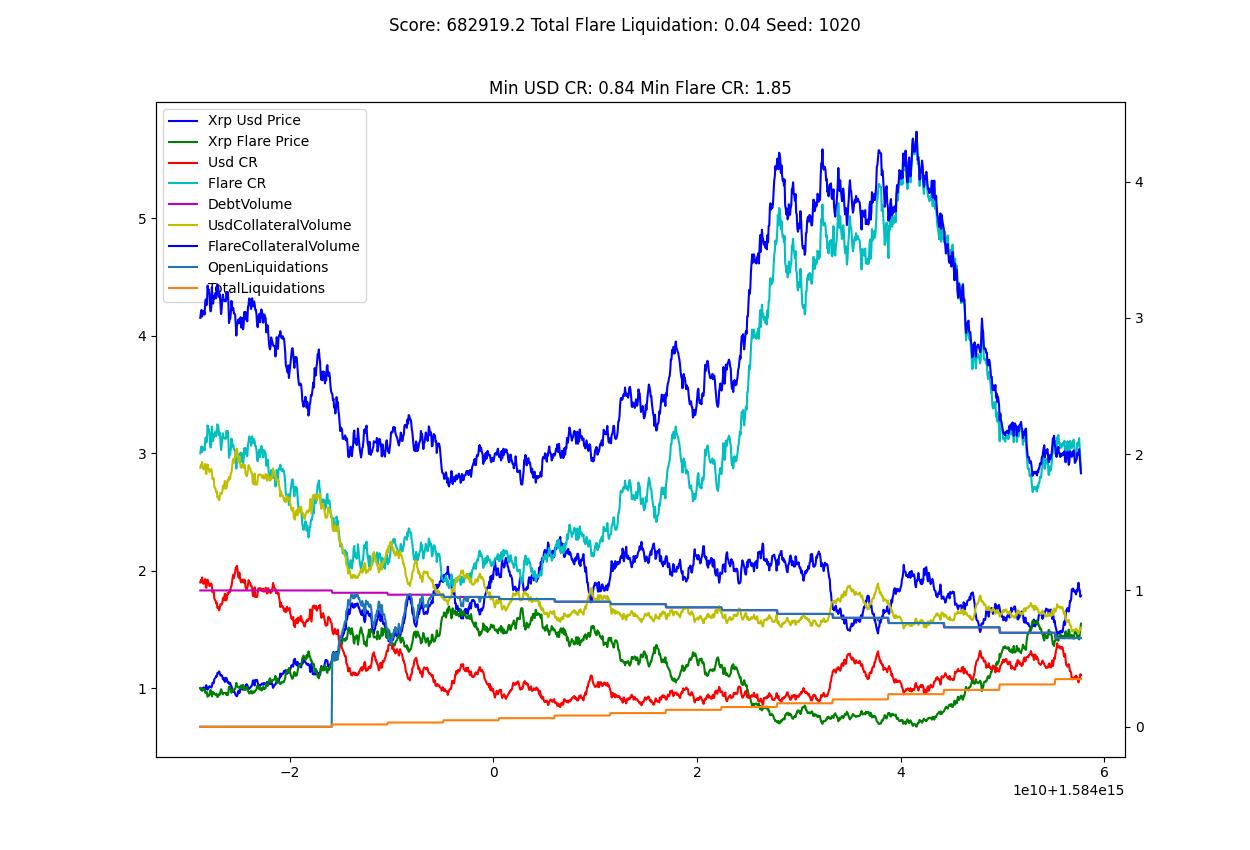 Score: 682919.2 Total Flare Liquidation: 0.04 Seed: 1020
Min USD CR: 0.84 Min Flare CR: 1.85
Xrp Usd Price
Xrp Flare Price
Usd CR
Flare CR
DebtVolume
UsdCollateralVolume
FlareCollateralVolume
OpenLiquidations
TotalLiquidations
5
4
3
2
1
4
3
2
1
0
−2
0
2
4
6
1e10+1.584e15